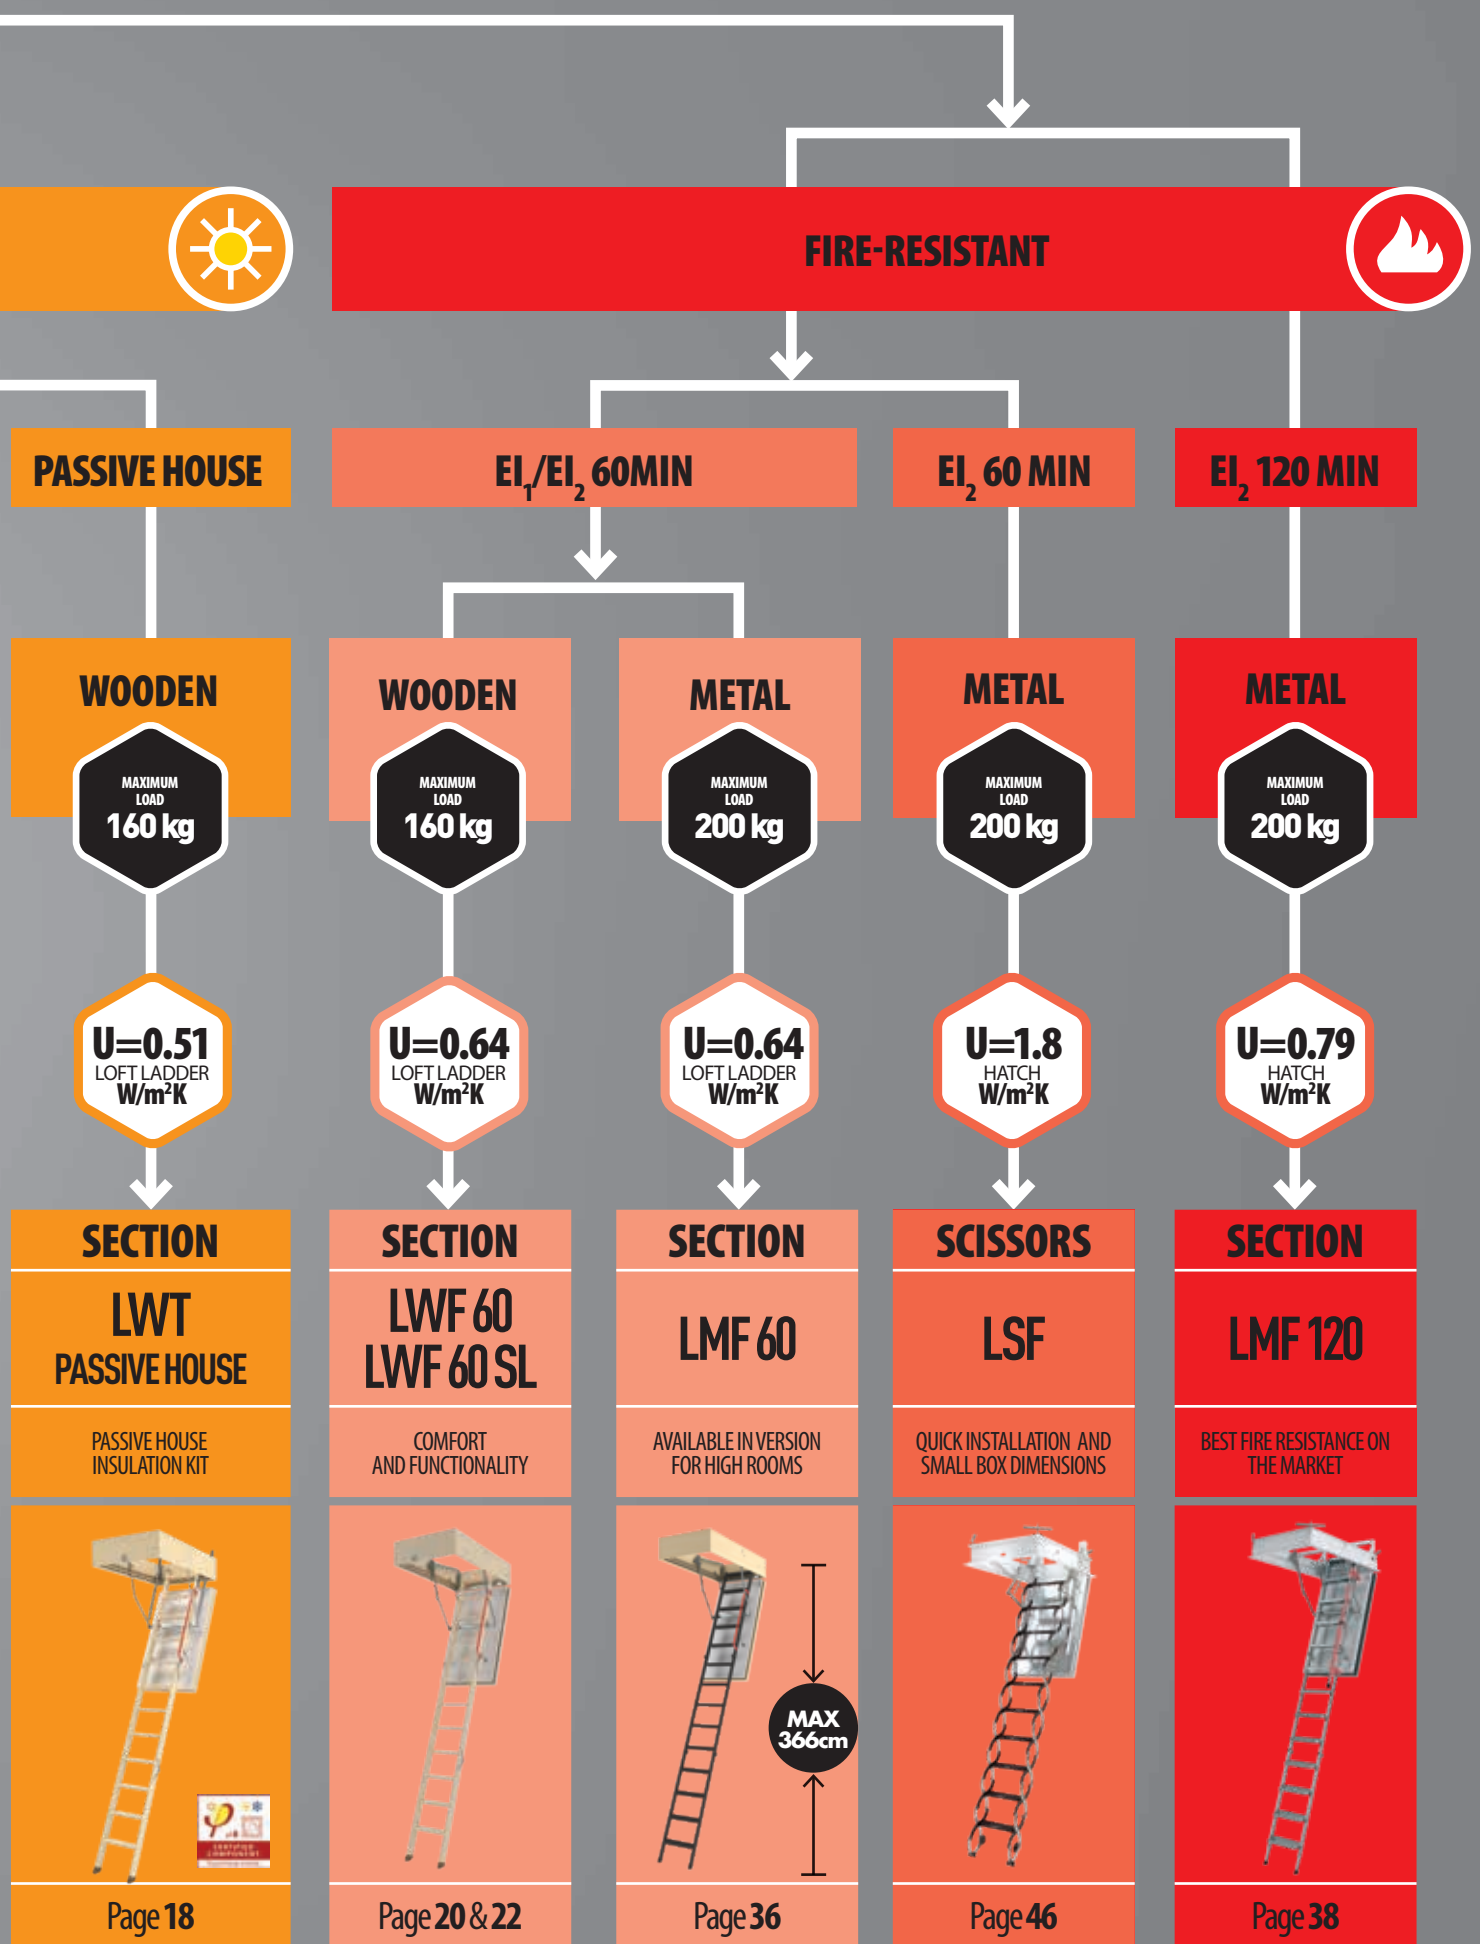 FIRE-RESISTANT
PASSIVE HOUSE
EI1/EI2 60MIN
EI2 60 MIN
EI2 120 MIN
WOODEN
MAXIMUM
LOAD
160 kg
WOODEN
MAXIMUM
LOAD
160 kg
METAL
MAXIMUM
LOAD
200 kg
METAL
MAXIMUM
LOAD
200 kg
METAL
MAXIMUM
LOAD
200 kg
U=0.51
LOFT LADDER
W/m²K
U=0.64
LOFT LADDER
W/m²K
U=0.64
LOFT LADDER
W/m²K
U=1.8
HATCH
W/m²K
U=0.79
HATCH
W/m²K
SECTION
LWT
PASSIVE HOUSE
PASSIVE HOUSE
INSULATION KIT
SECTION
LWF 60
LWF 60 SL
COMFORT
AND FUNCTIONALITY
SECTION
LMF 60
AVAILABLE IN VERSION
FOR HIGH ROOMS
SCISSORS
LSF
QUICK INSTALLATION AND
SMALL BOX DIMENSIONS
SECTION
LMF 120
BEST FIRE RESISTANCE ON
THE MARKET
CERTIFIED
COMPONENT
MAX
366cm
Page 18
Page 20 & 22
Page 36
Page 46
Page 38